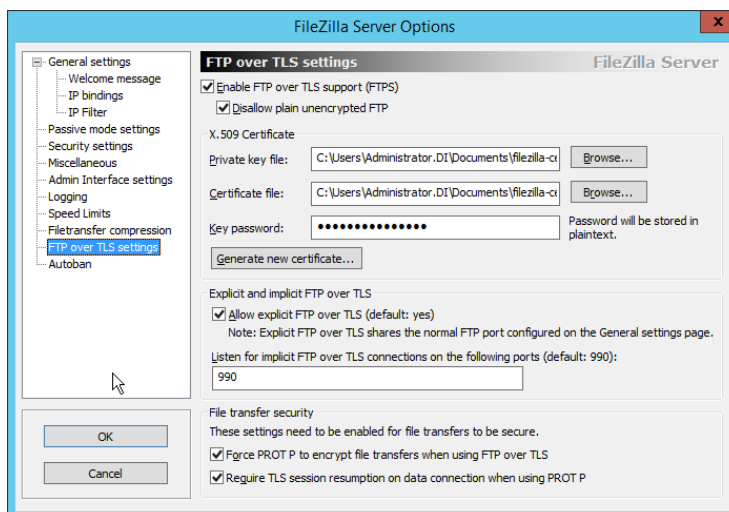 FileZilla Server Options
x
General settings
Welcome message
IP bindings
IP Filter
Passive mode settings
Security settings
Miscellaneous
Admin Interface settings
Logging
Speed Limits
Filetransfer compression
FTP over TLS settings
Autoban
OK
Cancel
FTP over TLS settings FileZilla Server
Enable FTP over TLS support (FTPS)
Disallow plain unencrypted FTP
X.509 Certificate
Private key file: C:\Users\Administrator.DI\Documents\filezilla-ce Browse...
Certificate file: C:\Users\Administrator.DI\Documents\filezilla-ce Browse...
Key password: ●●●●●●●●●●●●●●● Password will be stored in
plaintext.
Generate new certificate...
Explicit and implicit FTP over TLS
Allow explicit FTP over TLS (default: yes)
Note: Explicit FTP over TLS shares the normal FTP port configured on the General settings page.
Listen for implicit FTP over TLS connections on the following ports (default: 990):
990
File transfer security
These settings need to be enabled for file transfers to be secure.
Force PROT P to encrypt file transfers when using FTP over TLS
Require TLS session resumption on data connection when using PROT P